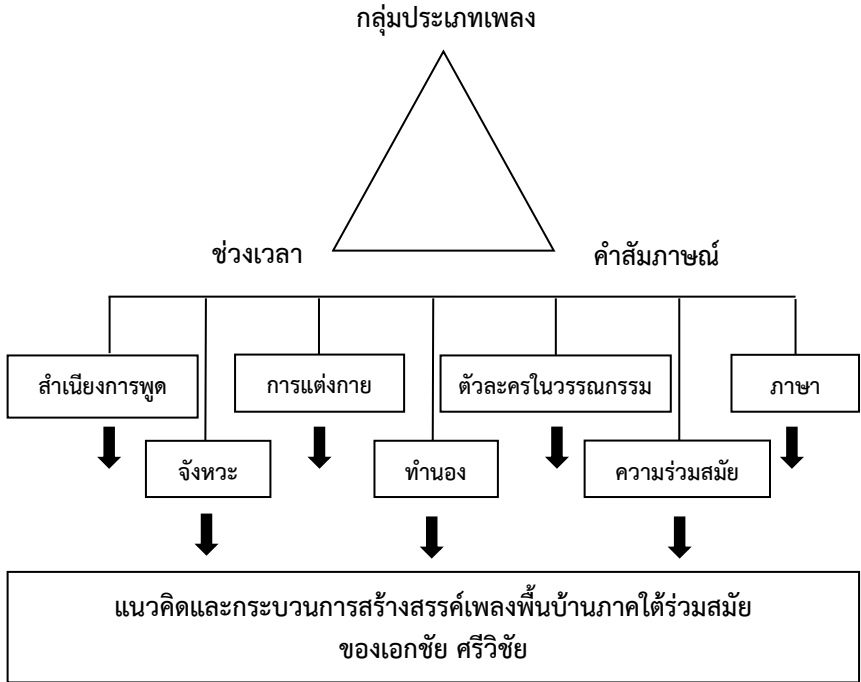 กลุ่มประเภทเพลง
ช่วงเวลา
คำสัมภาษณ์
สำเนียงการพูด
การแต่งกาย
ตัวละครในวรรณกรรม
ภาษา
จังหวะ
ทำนอง
ความร่วมสมัย
แนวคิดและกระบวนการสร้างสรรค์เพลงพื้นบ้านภาคใต้ร่วมสมัย
ของเอกชัย ศรีวิชัย